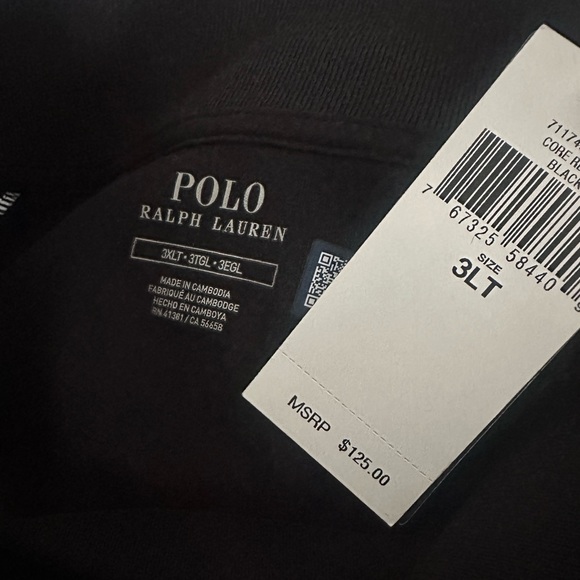 POLO
RALPH LAUREN
3XLT • 3TGL • 3EGL
MADE IN CAMBODIA
FABRIQUÉ AU CAMBODGE
HECHO EN CAMBOYA
RN 41381 / CA 56658
71174
CORE
BLACK
7 67325 58440
SIZE
3LT
MSRP $125.00